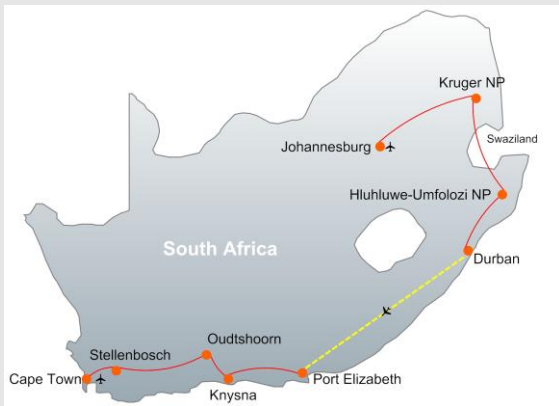 Kruger NP
Swaziland
Johannesburg
Hluhluwe-Umfolozi NP
South Africa
Durban
Oudtshoorn
Stellenbosch
Cape Town
Port Elizabeth
Knysna